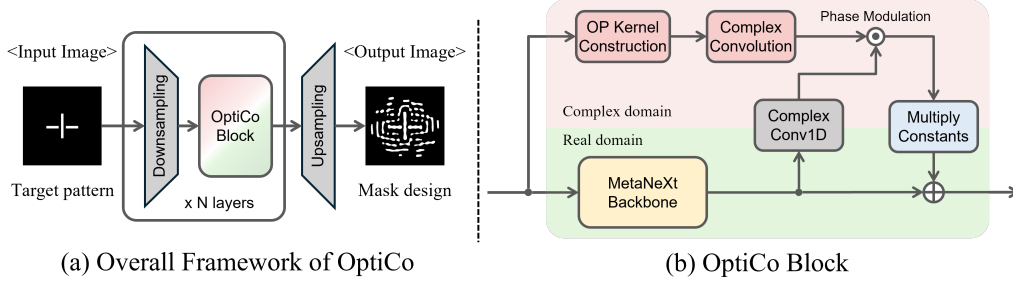 <Input Image>
Target pattern
Downsampling
OptiCo
Block
x N layers
Upsampling
<Output Image>
Mask design
(a) Overall Framework of OptiCo
OP Kernel
Construction
Complex
Convolution
Phase Modulation
Complex domain
Real domain
Complex
Conv1D
Multiply
Constants
MetaNeXt
Backbone
(b) OptiCo Block